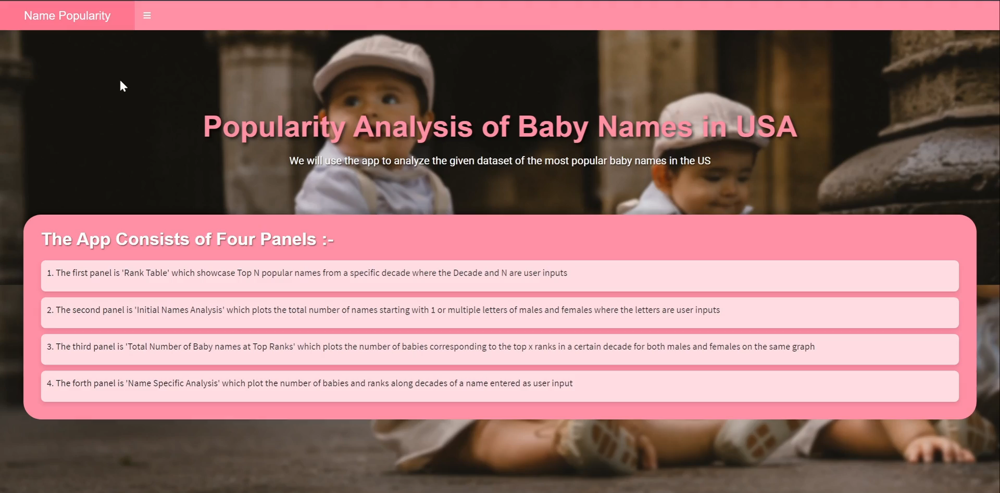 Name Popularity
Popularity Analysis of Baby Names in USA
We will use the app to analyze the given dataset of the most popular baby names in the US
The App Consists of Four Panels :-
1. The first panel is 'Rank Table' which showcase Top N popular names from a specific decade where the Decade and N are user inputs
2. The second panel is 'Initial Names Analysis' which plots the total number of names starting with 1 or multiple letters of males and females where the letters are user inputs
3. The third panel is 'Total Number of Baby names at Top Ranks' which plots the number of babies corresponding to the top x ranks in a certain decade for both males and females on the same graph
4. The forth panel is 'Name Specific Analysis' which plot the number of babies and ranks along decades of a name entered as user input